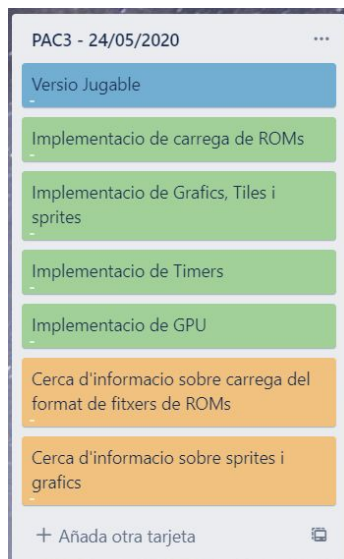 PAC3 - 24/05/2020
Versio Jugable
Implementacio de carrega de ROMs
Implementacio de Grafics, Tiles i
sprites
Implementacio de Timers
Implementacio de GPU
Cerca d'informacio sobre carrega del
format de fitxers de ROMs
Cerca d'informacio sobre sprites i
grafics
+ Añada otra tarjeta